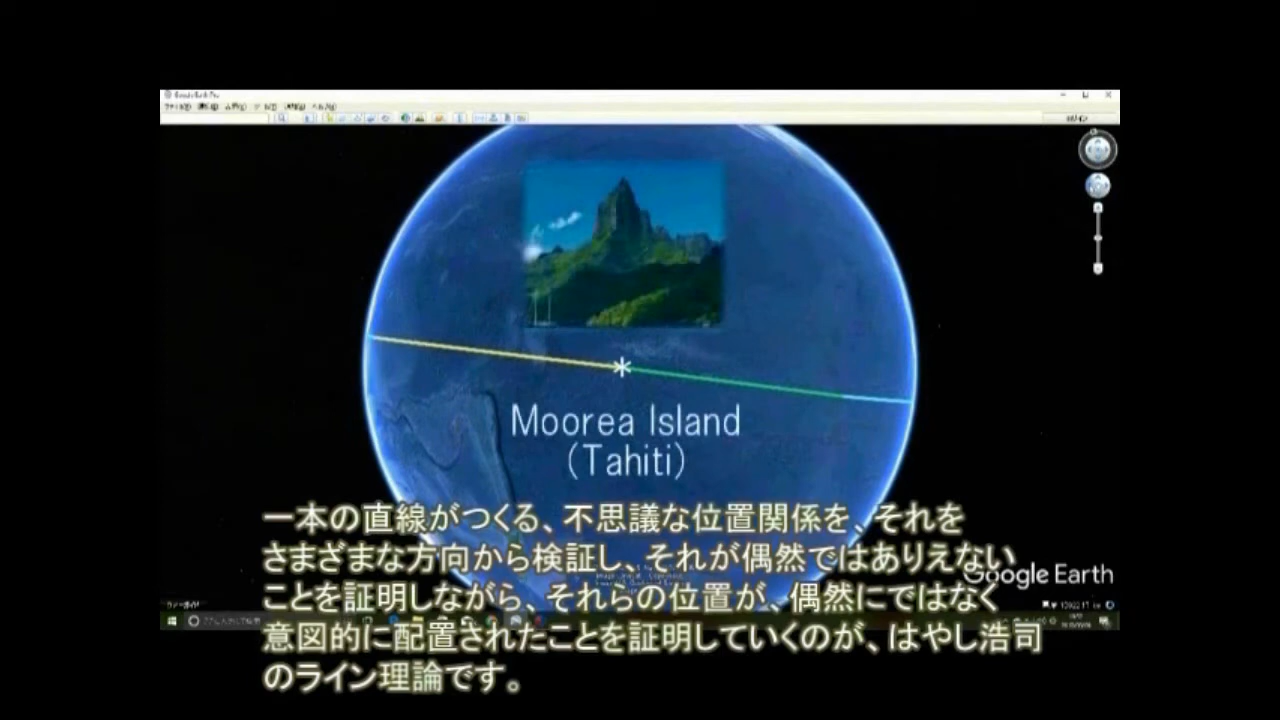 Google Earth Pro
Moorea Island
(Tahiti)
一本の直線がつくる、不思議な位置関係を、それを
さまざまな方向から検証し、それが偶然ではありえない
ことを証明しながら、それらの位置が、偶然にではなく
意図的に配置されたことを証明していくのが、はやし浩司
のライン理論です。
Google Earth